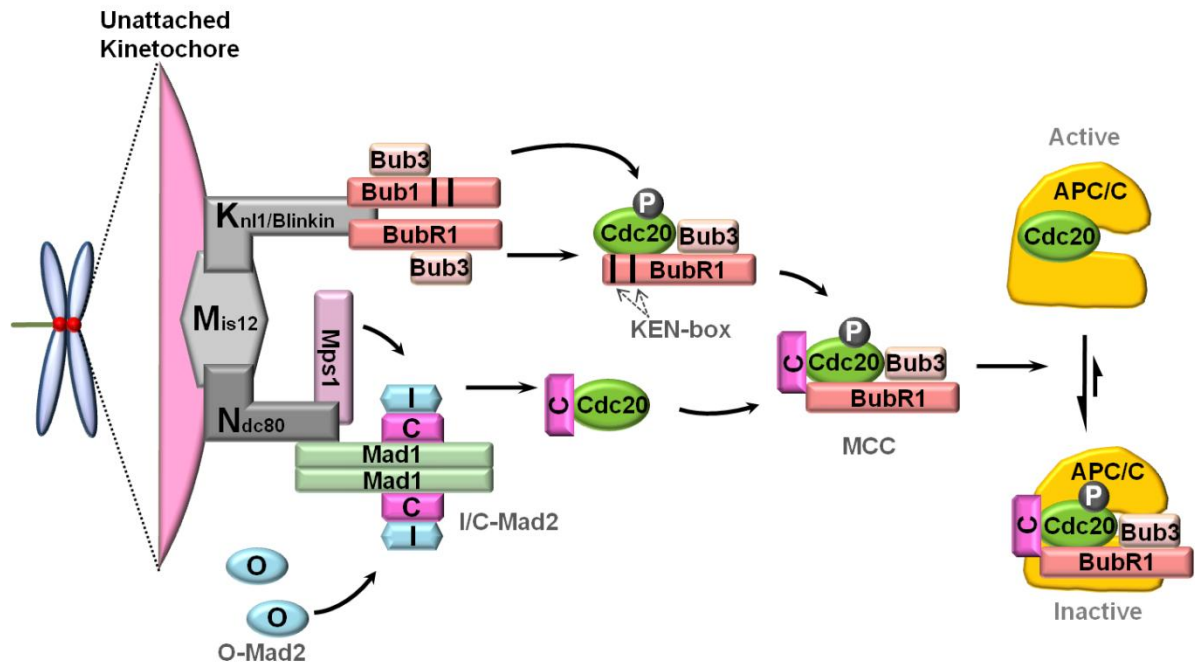 Unattached
Kinetochore
Bub3
Bub1
Knl1/Blinkin
BubR1
Bub3
Mis12
Mps1
Ndc80
I
C
Mad1
Mad1
C
I
I/C-Mad2
O
O
O-Mad2
P
Cdc20
Bub3
BubR1
KEN-box
C
Cdc20
P
C
Cdc20
Bub3
BubR1
MCC
Active
APC/C
Cdc20
APC/C
P
C
Cdc20
Bub3
BubR1
Inactive